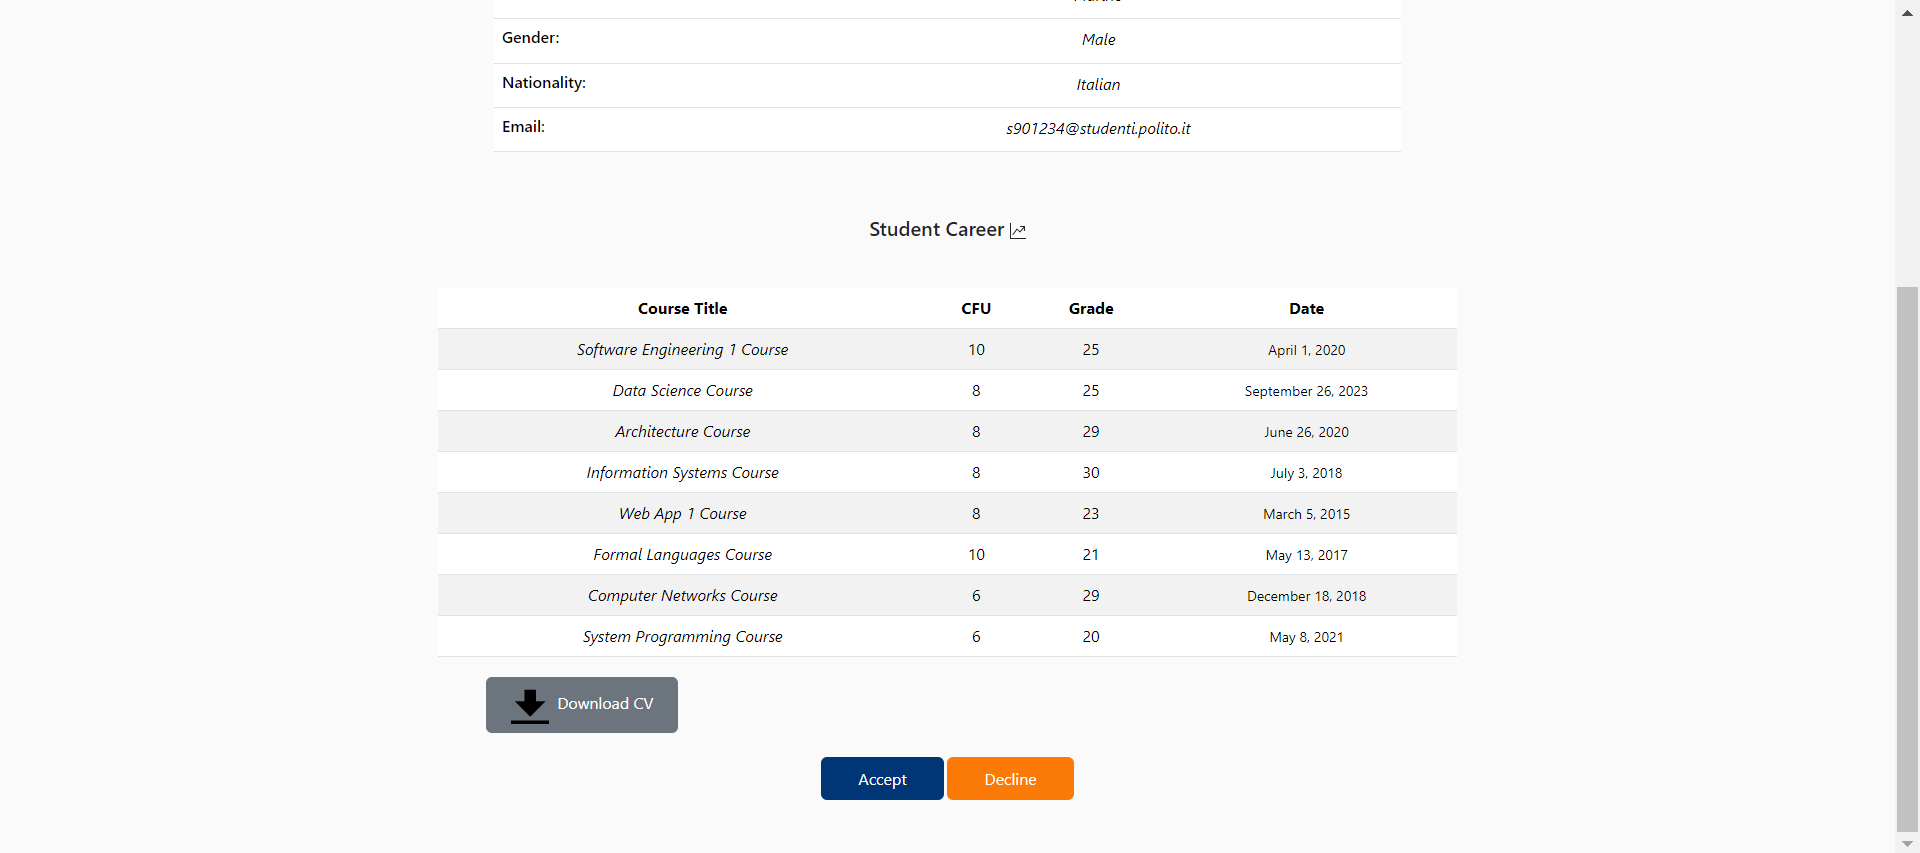 Gender: Male
Nationality: Italian
Email: s901234@studenti.polito.it
Student Career
Course Title CFU Grade Date
Software Engineering 1 Course 10 25 April 1, 2020
Data Science Course 8 25 September 26, 2023
Architecture Course 8 29 June 26, 2020
Information Systems Course 8 30 July 3, 2018
Web App 1 Course 8 23 March 5, 2015
Formal Languages Course 10 21 May 13, 2017
Computer Networks Course 6 29 December 18, 2018
System Programming Course 6 20 May 8, 2021
Download CV
Accept Decline